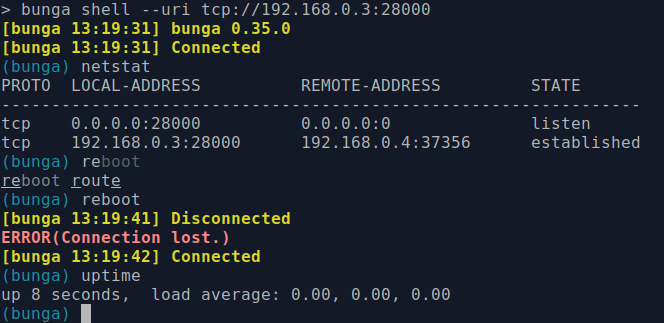 > bunga shell --uri tcp://192.168.0.3:28000
[bunga 13:19:31] bunga 0.35.0
[bunga 13:19:31] Connected
(bunga) netstat
PROTO  LOCAL-ADDRESS          REMOTE-ADDRESS         STATE
----------------------------------------------------------------
tcp    0.0.0.0:28000          0.0.0.0:0              listen
tcp    192.168.0.3:28000      192.168.0.4:37356      established
(bunga) reboot
reboot route
(bunga) reboot
[bunga 13:19:41] Disconnected
ERROR(Connection lost.)
[bunga 13:19:42] Connected
(bunga) uptime
up 8 seconds,  load average: 0.00, 0.00, 0.00
(bunga)